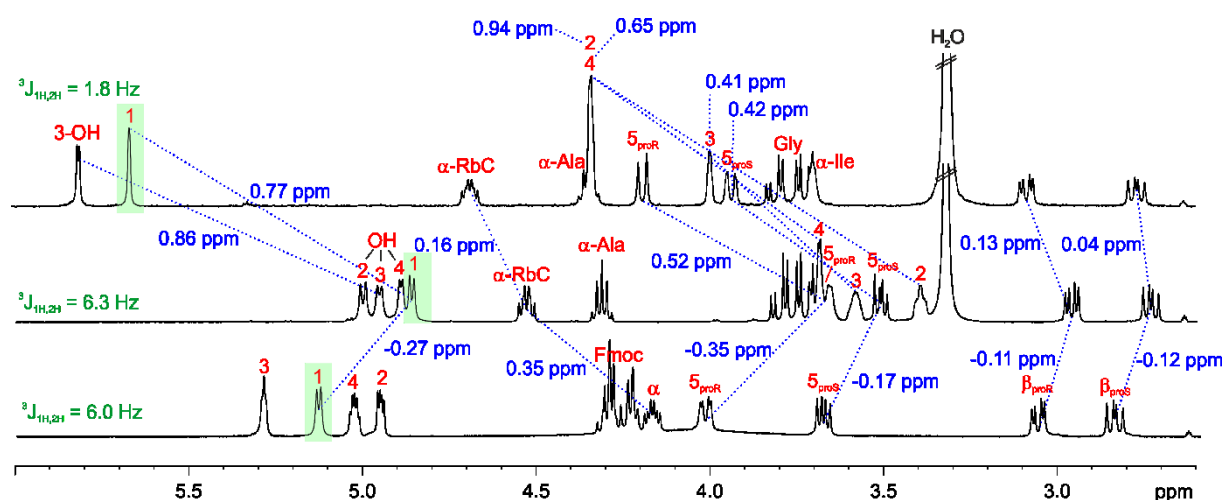 0.94 ppm
0.65 ppm
2
H₂O
4
³J₁H,₂H = 1.8 Hz
0.41 ppm
0.42 ppm
3-OH
1
α-RbC
α-Ala
5proR
3
5proS
Gly
α-Ile
0.77 ppm
0.86 ppm
0.16 ppm
0.52 ppm
0.13 ppm
0.04 ppm
³J₁H,₂H = 6.3 Hz
OH
2
3
4
1
α-RbC
α-Ala
4
5proR
3
5proS
2
-0.27 ppm
0.35 ppm
-0.35 ppm
-0.17 ppm
-0.11 ppm
-0.12 ppm
³J₁H,₂H = 6.0 Hz
3
1
4
2
Fmoc
α
5proR
5proS
βproR
βproS
5.5
5.0
4.5
4.0
3.5
3.0
ppm